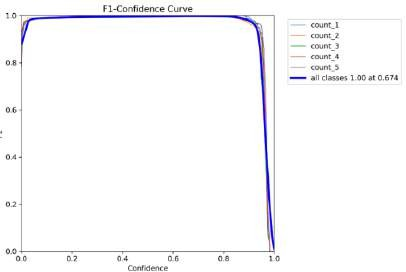 F1-Confidence Curve
count_1
count_2
count_3
count_4
count_5
all classes 1.00 at 0.674
1.0
0.8
0.6
0.4
0.2
0.0
0.0 0.2 0.4 0.6 0.8 1.0
Confidence